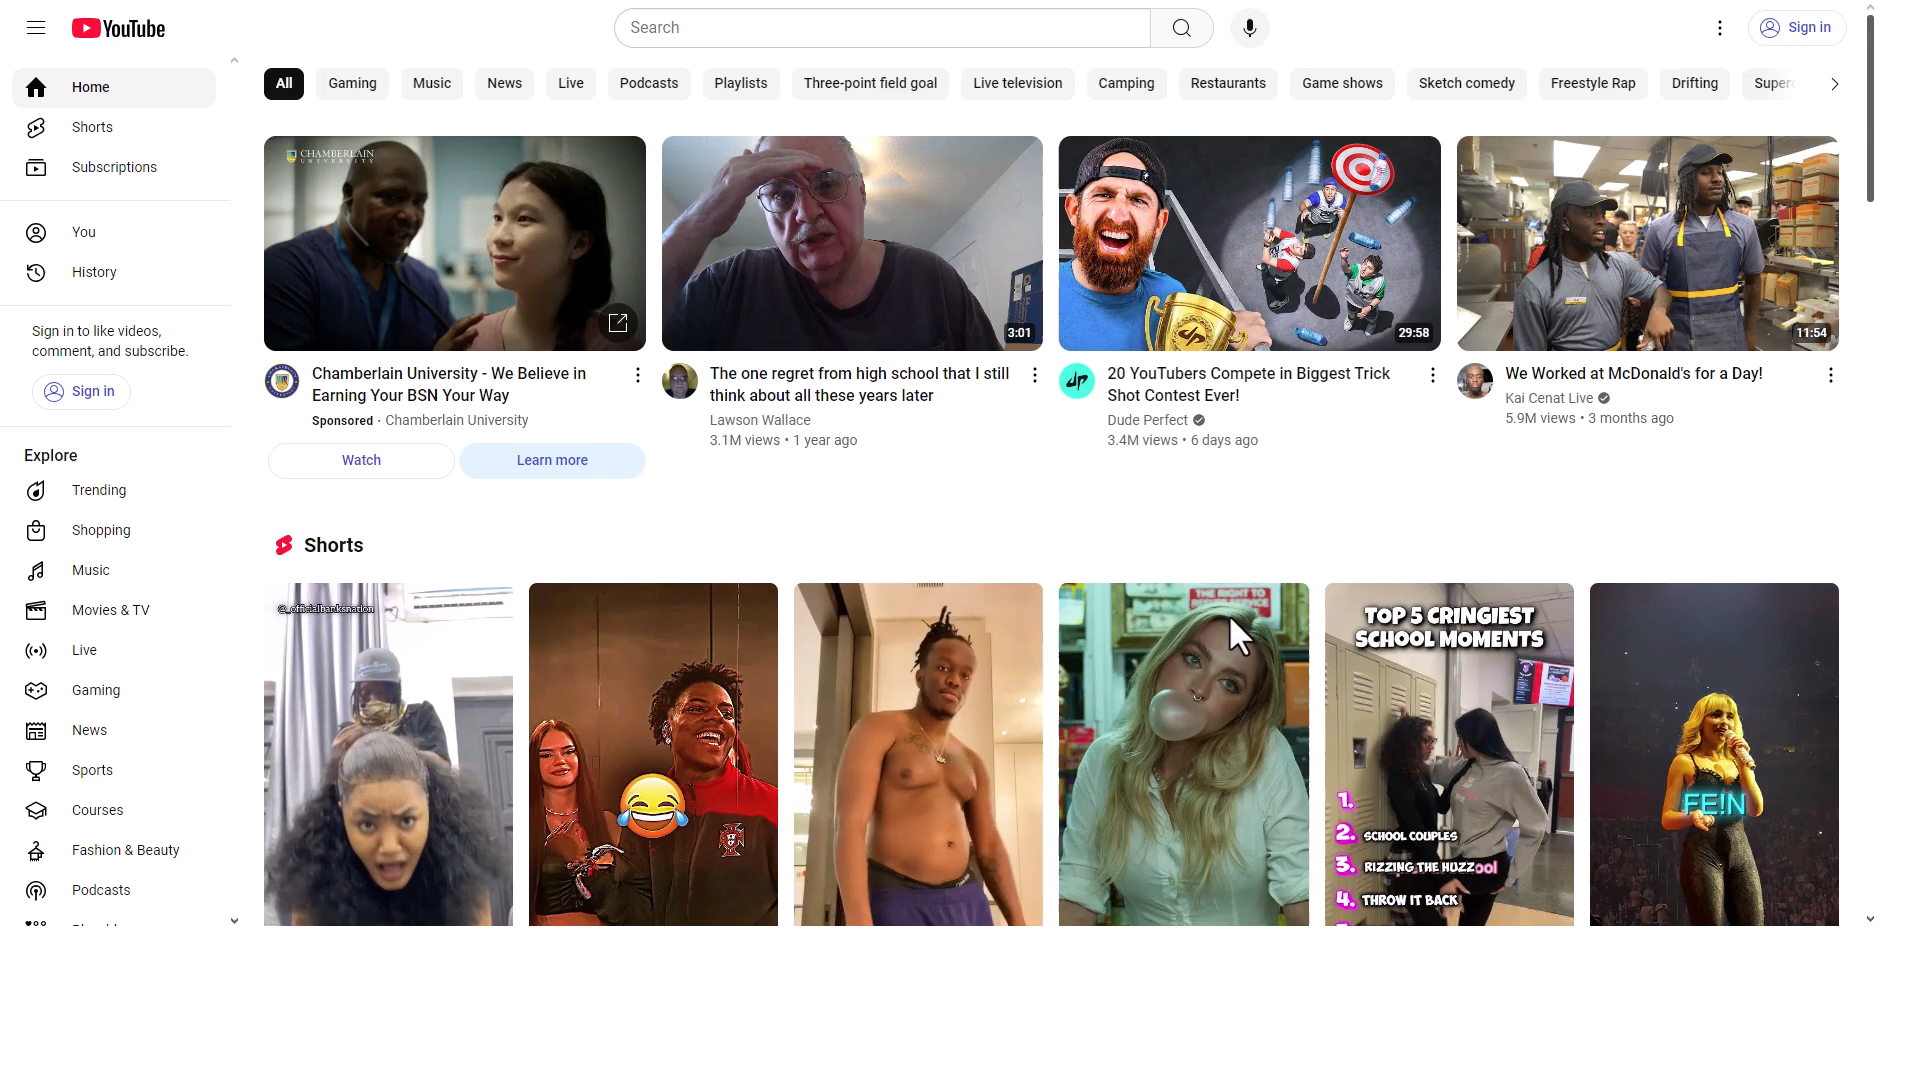 YouTube
Search
Sign in
Home
Shorts
Subscriptions
You
History
Sign in to like videos,
comment, and subscribe.
Sign in
Explore
Trending
Shopping
Music
Movies & TV
Live
Gaming
News
Sports
Courses
Fashion & Beauty
Podcasts
All
Gaming
Music
News
Live
Podcasts
Playlists
Three-point field goal
Live television
Camping
Restaurants
Game shows
Sketch comedy
Freestyle Rap
Drifting
CHAMBERLAIN
UNIVERSITY
3:01
29:58
11:54
Chamberlain University - We Believe in
Earning Your BSN Your Way
Sponsored · Chamberlain University
Watch
Learn more
The one regret from high school that I still
think about all these years later
Lawson Wallace
3.1M views • 1 year ago
20 YouTubers Compete in Biggest Trick
Shot Contest Ever!
Dude Perfect
3.4M views • 6 days ago
We Worked at McDonald's for a Day!
Kai Cenat Live
5.9M views • 3 months ago
Shorts
@_officialbanksnation
THE RIGHT TO
TOP 5 CRINGIEST
SCHOOL MOMENTS
1.
2. SCHOOL COUPLES
3. RIZZING THE HUZZ
4. THROW IT BACK
FE!N